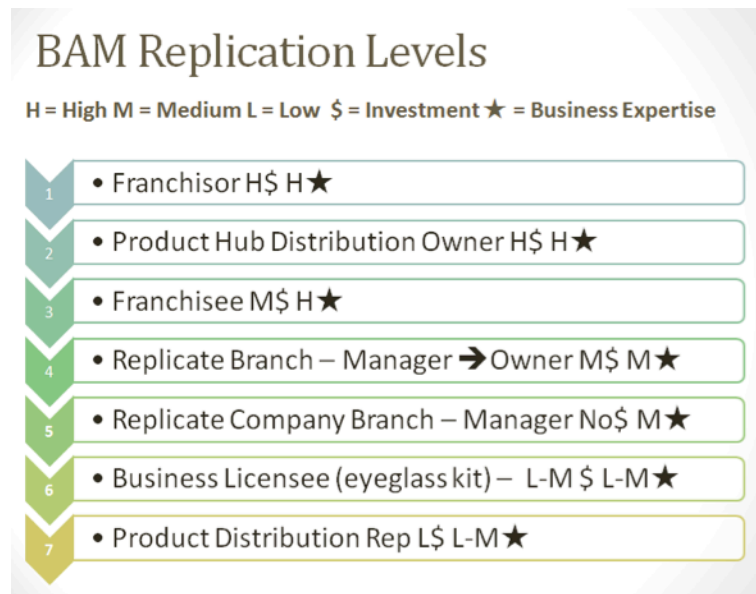 BAM Replication Levels
H = High M = Medium L = Low $ = Investment ★ = Business Expertise
1 • Franchisor H$ H★
2 • Product Hub Distribution Owner H$ H★
3 • Franchisee M$ H★
4 • Replicate Branch – Manager ➔Owner M$ M★
5 • Replicate Company Branch – Manager No$ M★
6 • Business Licensee (eyeglass kit) – L-M $ L-M★
7 • Product Distribution Rep L$ L-M★